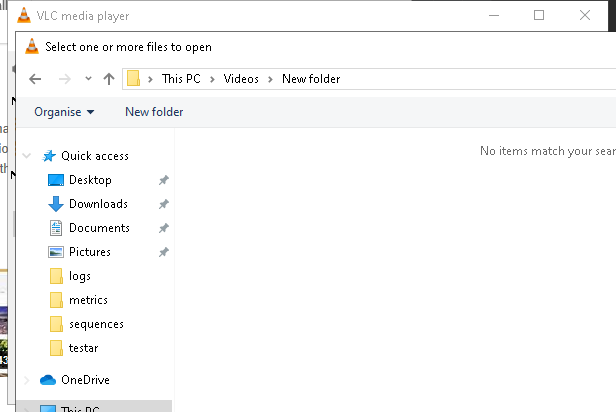 VLC media player
Select one or more files to open
This PC > Videos > New folder
Organise
New folder
No items match your sear
Quick access
Desktop
Downloads
Documents
Pictures
logs
metrics
sequences
testar
OneDrive
This PC